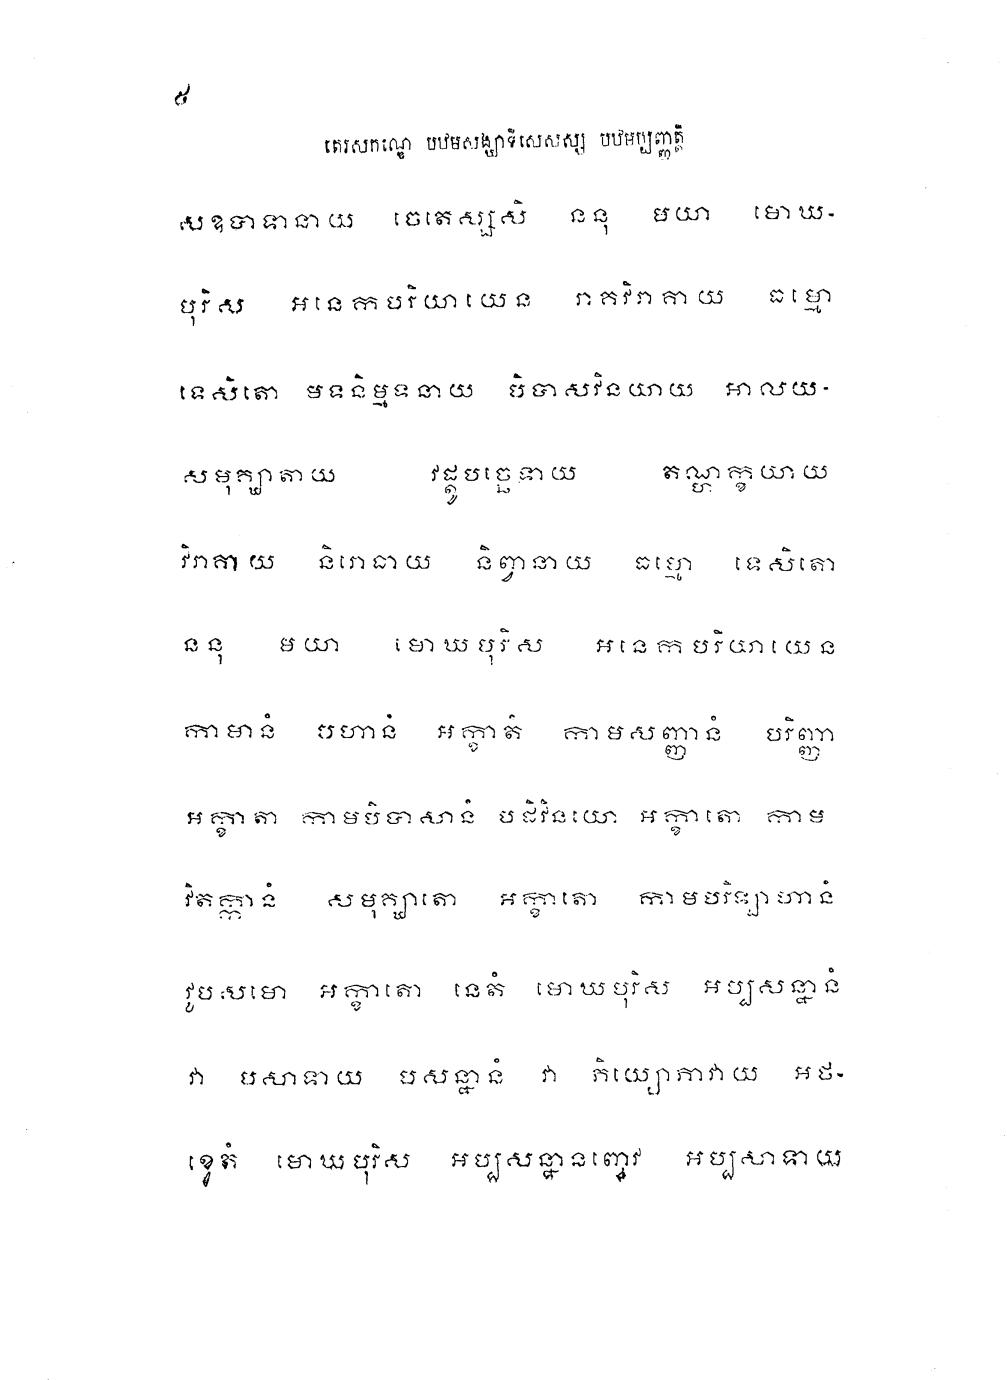 ៥
តេរសកណ្ឌេ បឋមសង្ឃាទិសេសស្ស បឋមប្បញ្ញត្តិ
សឧបាទានាយ ចេតេស្សសិ ននុ មយា មោឃ-
បុរិស អនេកបរិយាយេន រាគវិរាគាយ ធម្មោ
ទេសិតោ មទនិម្មទនាយ បិបាសវិនយាយ អាលយ-
សមុគ្ឃាតាយ វដ្តូបច្ឆេទាយ តណ្ហក្ខយាយ
វិរាគាយ និរោធាយ និព្វានាយ ធម្មោ ទេសិតោ
ននុ មយា មោឃបុរិស អនេកបរិយាយេន
កាមានំ បហានំ អក្ខាតំ កាមសញ្ញានំ បរិញ្ញា
អក្ខាតា កាមបិបាសានំ បដិវិនយោ អក្ខាតោ កាម
វិតក្កានំ សមុគ្ឃាតោ អក្ខាតោ កាមបរិឡាហានំ
វូបសមោ អក្ខាតោ នេតំ មោឃបុរិស អប្បសន្នានំ
វា បសាទាយ បសន្នានំ វា ភិយ្យោភាវាយ អថ-
ខ្វេតំ មោឃបុរិស អប្បសន្នានញ្ចេវ អប្បសាទាយ